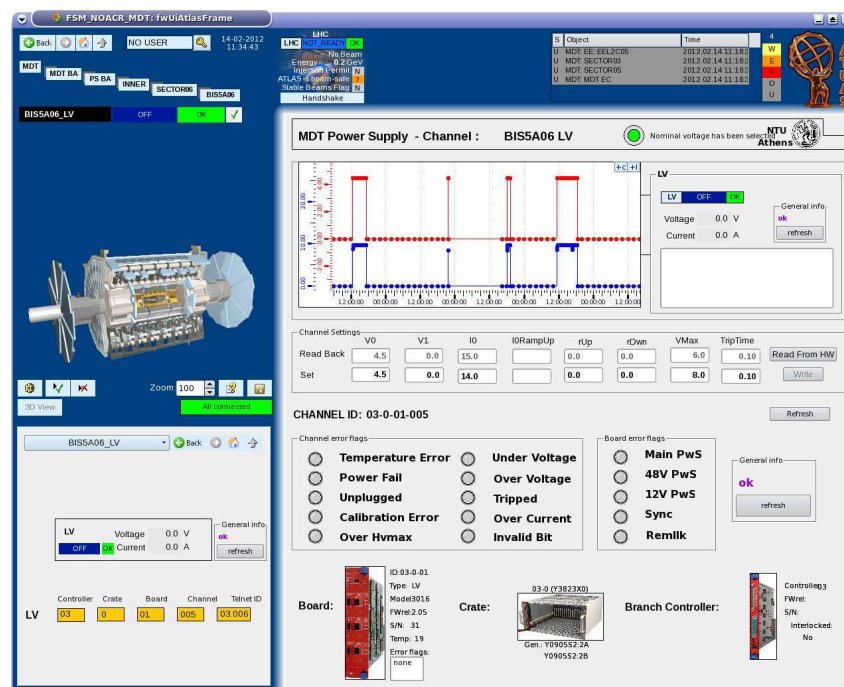 FSM_NOACR_MDT: fwUiAtlasFrame
Back
NO USER
14-02-2012
11:34:43
MDT
MDT BA
PS BA
INNER
SECTOR06
BIS5A06
BIS5A06_LV OFF OK
LHC
LHC NOT_READY OK
No Beam
Energy 0.2 GeV
Injection Permit N
ATLAS is beam-safe ?
Stable Beams Flag N
Handshake
S Object Time
U MDT: EE: EEL2C05 2012.02.14 11:18:
U MDT: SECTOR03 2012.02.14 11:18:
U MDT: SECTOR05 2012.02.14 11:18:
U MDT: MDT EC 2012.02.14 11:18:
4
W
E
D
U
MDT Power Supply - Channel : BIS5A06 LV
Nominal voltage has been selected
NTU
Athens
+c +l
20.00
10.00
0.00
4.00
2.00
0.00
-2.00
12:00:00 00:00:00 12:00:00 00:00:00 12:00:00 00:00:00 12:00:00 00:00:00 12:00:00
LV
LV OFF OK
Voltage 0.0 V
Current 0.0 A
General info
ok
refresh
Channel Settings
V0 V1 I0 I0RampUp rUp rDwn VMax TripTime
Read Back 4.5 0.0 15.0 0.0 0.0 6.0 0.10 Read From HW
Set 4.5 0.0 14.0 0.0 0.0 8.0 0.10 Write
Zoom 100
3D View
All connected
CHANNEL ID: 03-0-01-005
Refresh
Channel error flags
Temperature Error
Power Fail
Unplugged
Calibration Error
Over Hvmax
Under Voltage
Over Voltage
Tripped
Over Current
Invalid Bit
Board error flags
Main PwS
48V PwS
12V PwS
Sync
Remilk
General info
ok
refresh
BIS5A06_LV
Back
LV
OFF OK
Voltage 0.0 V
Current 0.0 A
General info
ok
refresh
Controller Crate Board Channel Telnet ID
LV 03 0 01 005 03.006
Board:
ID:03-0-01
Type: LV
Model3016
FWrel:2.05
S/N: 31
Temp: 19
Error flags:
none
Crate:
03-0 (Y3823X0)
Gen.: Y0905S2:2A
Y0905S2:2B
Branch Controller:
Controller03
FWrel:
S/N:
Interlocked:
No